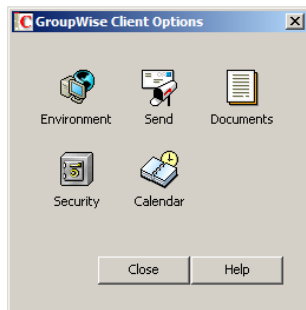 GroupWise Client Options
Environment Send Documents
Security Calendar
Close Help